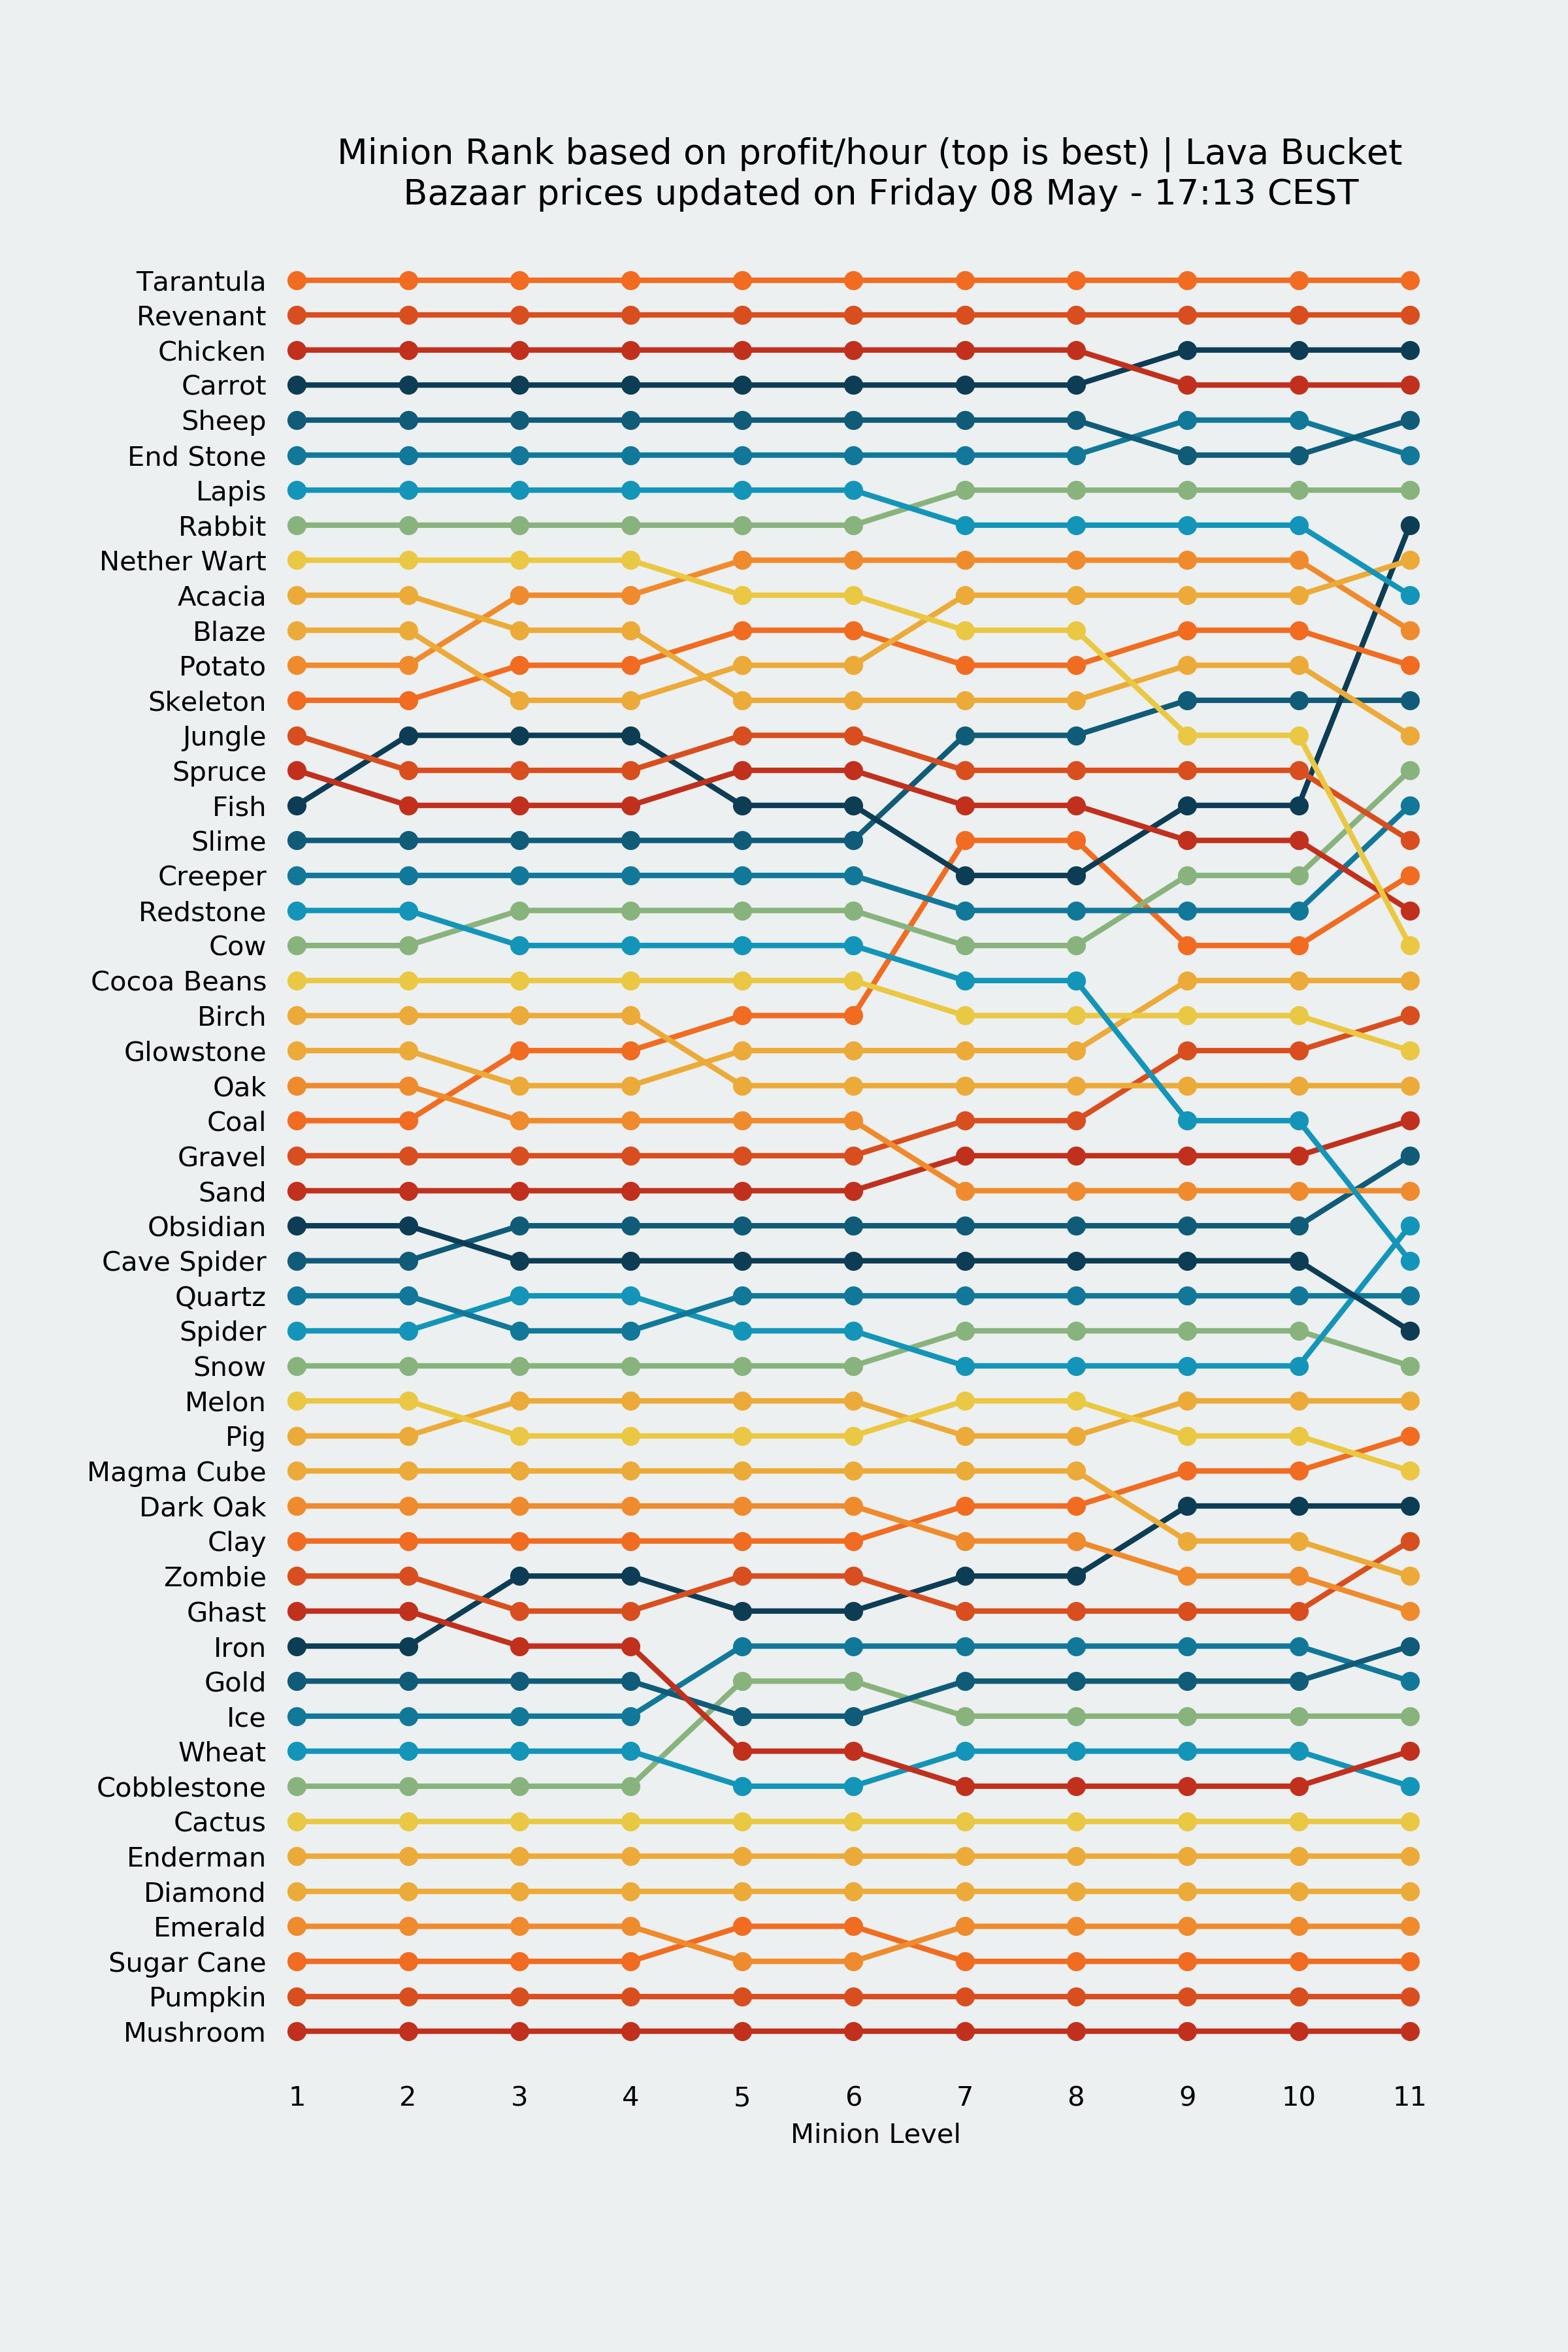 Minion Rank based on profit/hour (top is best) | Lava Bucket
Bazaar prices updated on Friday 08 May - 17:13 CEST
Tarantula
Revenant
Chicken
Carrot
Sheep
End Stone
Lapis
Rabbit
Nether Wart
Acacia
Blaze
Potato
Skeleton
Jungle
Spruce
Fish
Slime
Creeper
Redstone
Cow
Cocoa Beans
Birch
Glowstone
Oak
Coal
Gravel
Sand
Obsidian
Cave Spider
Quartz
Spider
Snow
Melon
Pig
Magma Cube
Dark Oak
Clay
Zombie
Ghast
Iron
Gold
Ice
Wheat
Cobblestone
Cactus
Enderman
Diamond
Emerald
Sugar Cane
Pumpkin
Mushroom
1 2 3 4 5 6 7 8 9 10 11
Minion Level